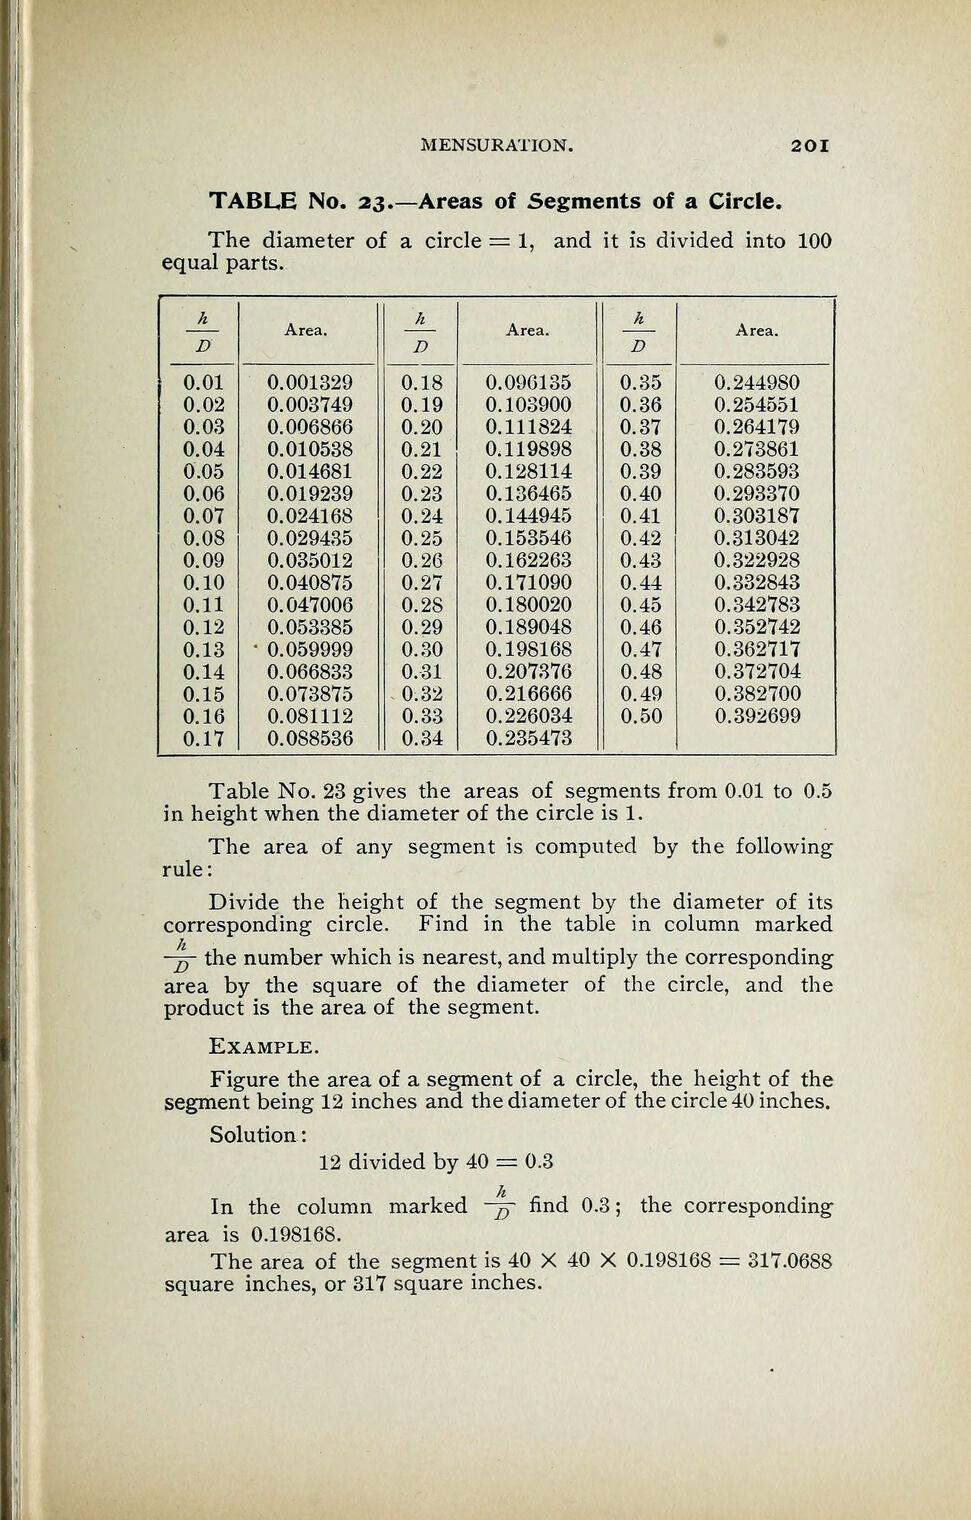 MENSURATION. 201
TABLE No. 23.—Areas of Segments of a Circle.
The diameter of a circle = 1, and it is divided into 100
equal parts.
h/D Area. h/D Area. h/D Area.
0.01 0.001329 0.18 0.096135 0.35 0.244980
0.02 0.003749 0.19 0.103900 0.36 0.254551
0.03 0.006866 0.20 0.111824 0.37 0.264179
0.04 0.010538 0.21 0.119898 0.38 0.273861
0.05 0.014681 0.22 0.128114 0.39 0.283593
0.06 0.019239 0.23 0.136465 0.40 0.293370
0.07 0.024168 0.24 0.144945 0.41 0.303187
0.08 0.029435 0.25 0.153546 0.42 0.313042
0.09 0.035012 0.26 0.162263 0.43 0.322928
0.10 0.040875 0.27 0.171090 0.44 0.332843
0.11 0.047006 0.28 0.180020 0.45 0.342783
0.12 0.053385 0.29 0.189048 0.46 0.352742
0.13 0.059999 0.30 0.198168 0.47 0.362717
0.14 0.066833 0.31 0.207376 0.48 0.372704
0.15 0.073875 0.32 0.216666 0.49 0.382700
0.16 0.081112 0.33 0.226034 0.50 0.392699
0.17 0.088536 0.34 0.235473
Table No. 23 gives the areas of segments from 0.01 to 0.5
in height when the diameter of the circle is 1.
The area of any segment is computed by the following
rule:
Divide the height of the segment by the diameter of its
corresponding circle. Find in the table in column marked
h/D the number which is nearest, and multiply the corresponding
area by the square of the diameter of the circle, and the
product is the area of the segment.
EXAMPLE.
Figure the area of a segment of a circle, the height of the
segment being 12 inches and the diameter of the circle 40 inches.
Solution:
12 divided by 40 = 0.3
In the column marked h/D find 0.3; the corresponding
area is 0.198168.
The area of the segment is 40 X 40 X 0.198168 = 317.0688
square inches, or 317 square inches.